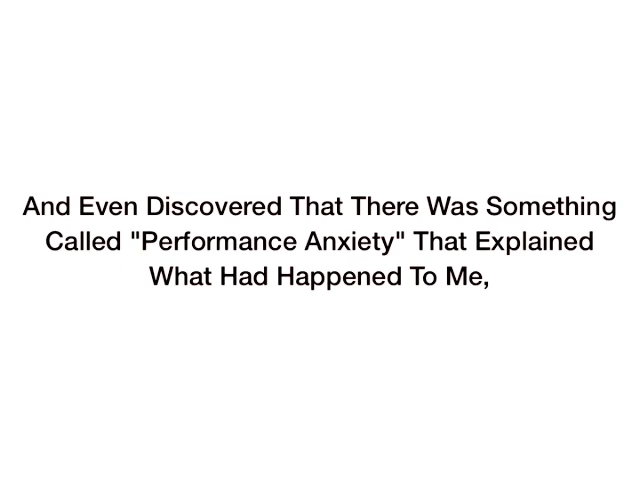 And Even Discovered That There Was Something
Called "Performance Anxiety" That Explained
What Had Happened To Me,